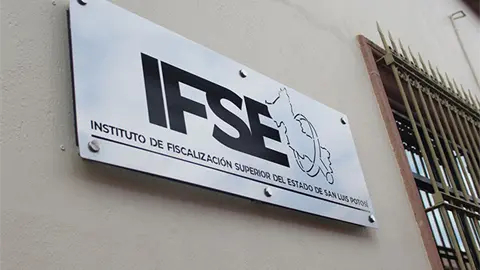 IFSE
INSTITUTO DE FISCALIZACIÓN SUPERIOR DEL ESTADO DE SAN LUIS POTOSÍ